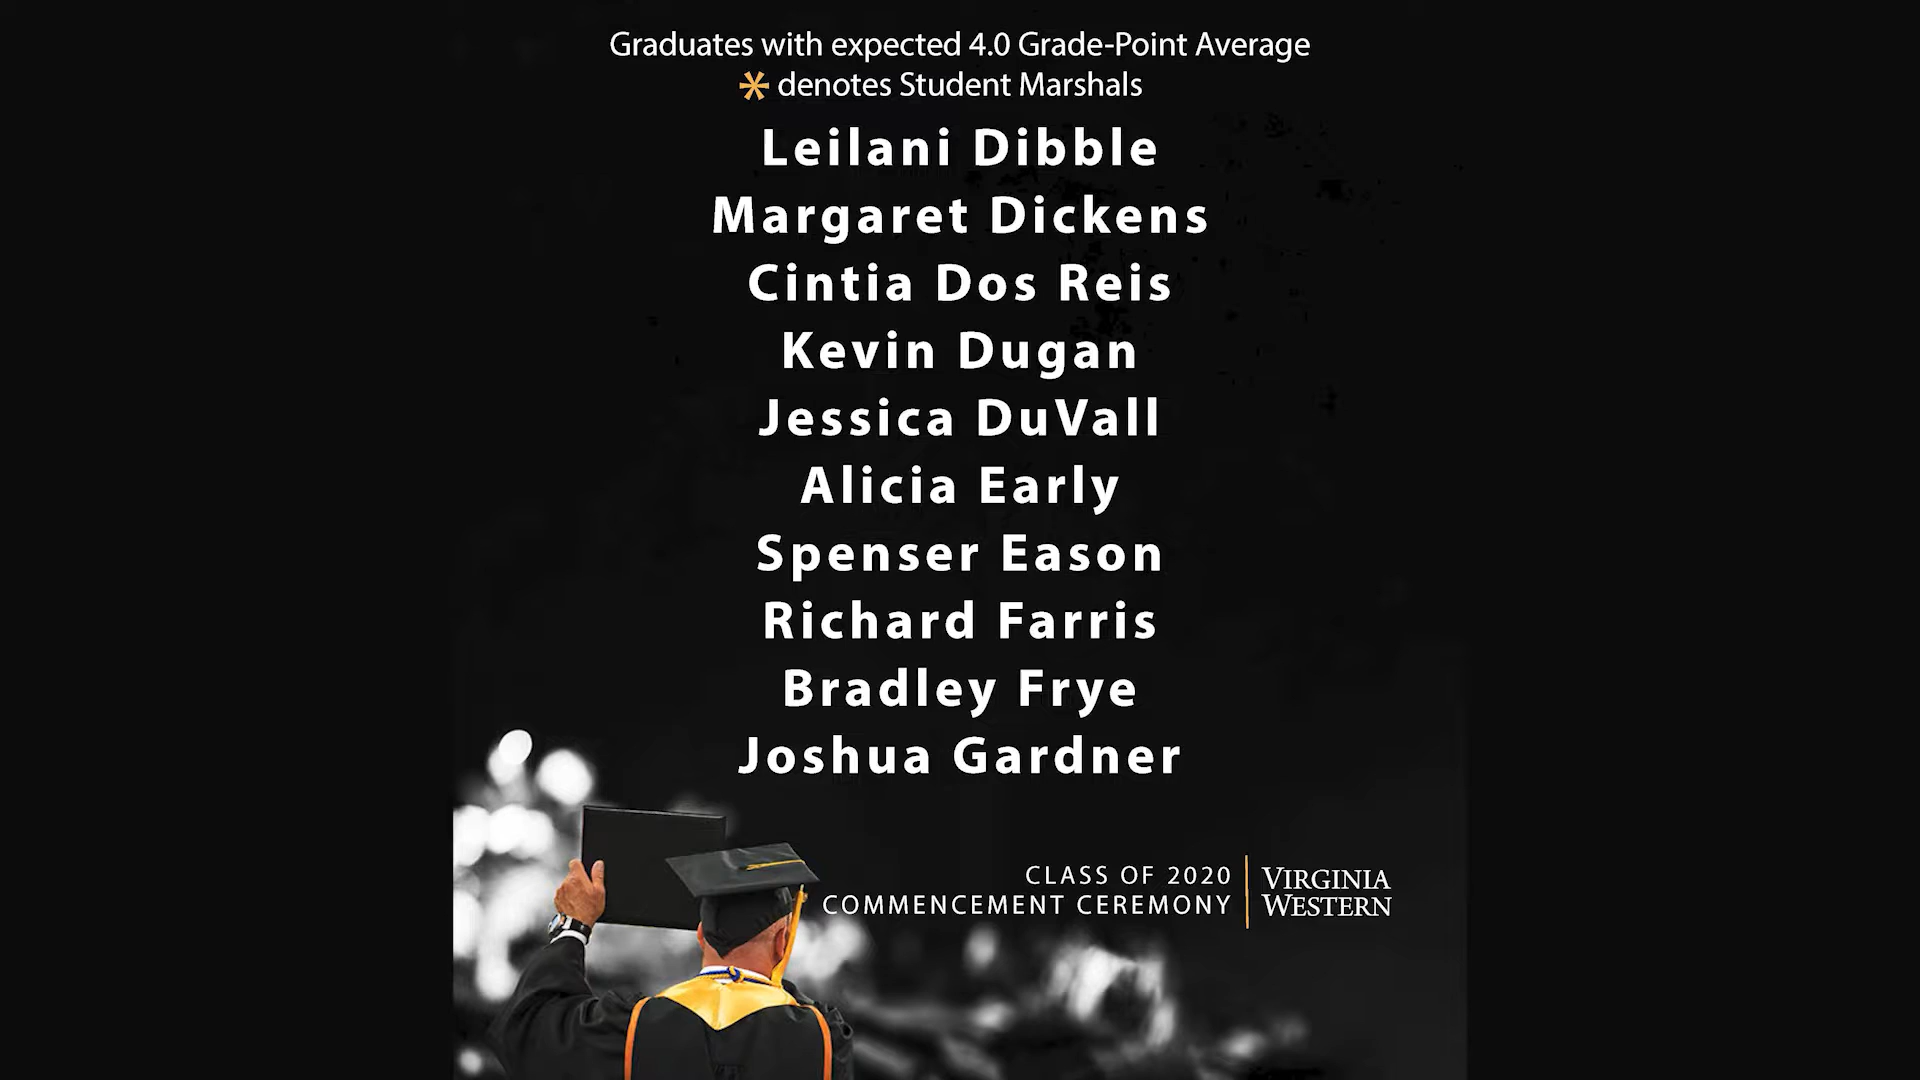 Graduates with expected 4.0 Grade-Point Average
* denotes Student Marshals
Leilani Dibble
Margaret Dickens
Cintia Dos Reis
Kevin Dugan
Jessica DuVall
Alicia Early
Spenser Eason
Richard Farris
Bradley Frye
Joshua Gardner
CLASS OF 2020
COMMENCEMENT CEREMONY
VIRGINIA
WESTERN